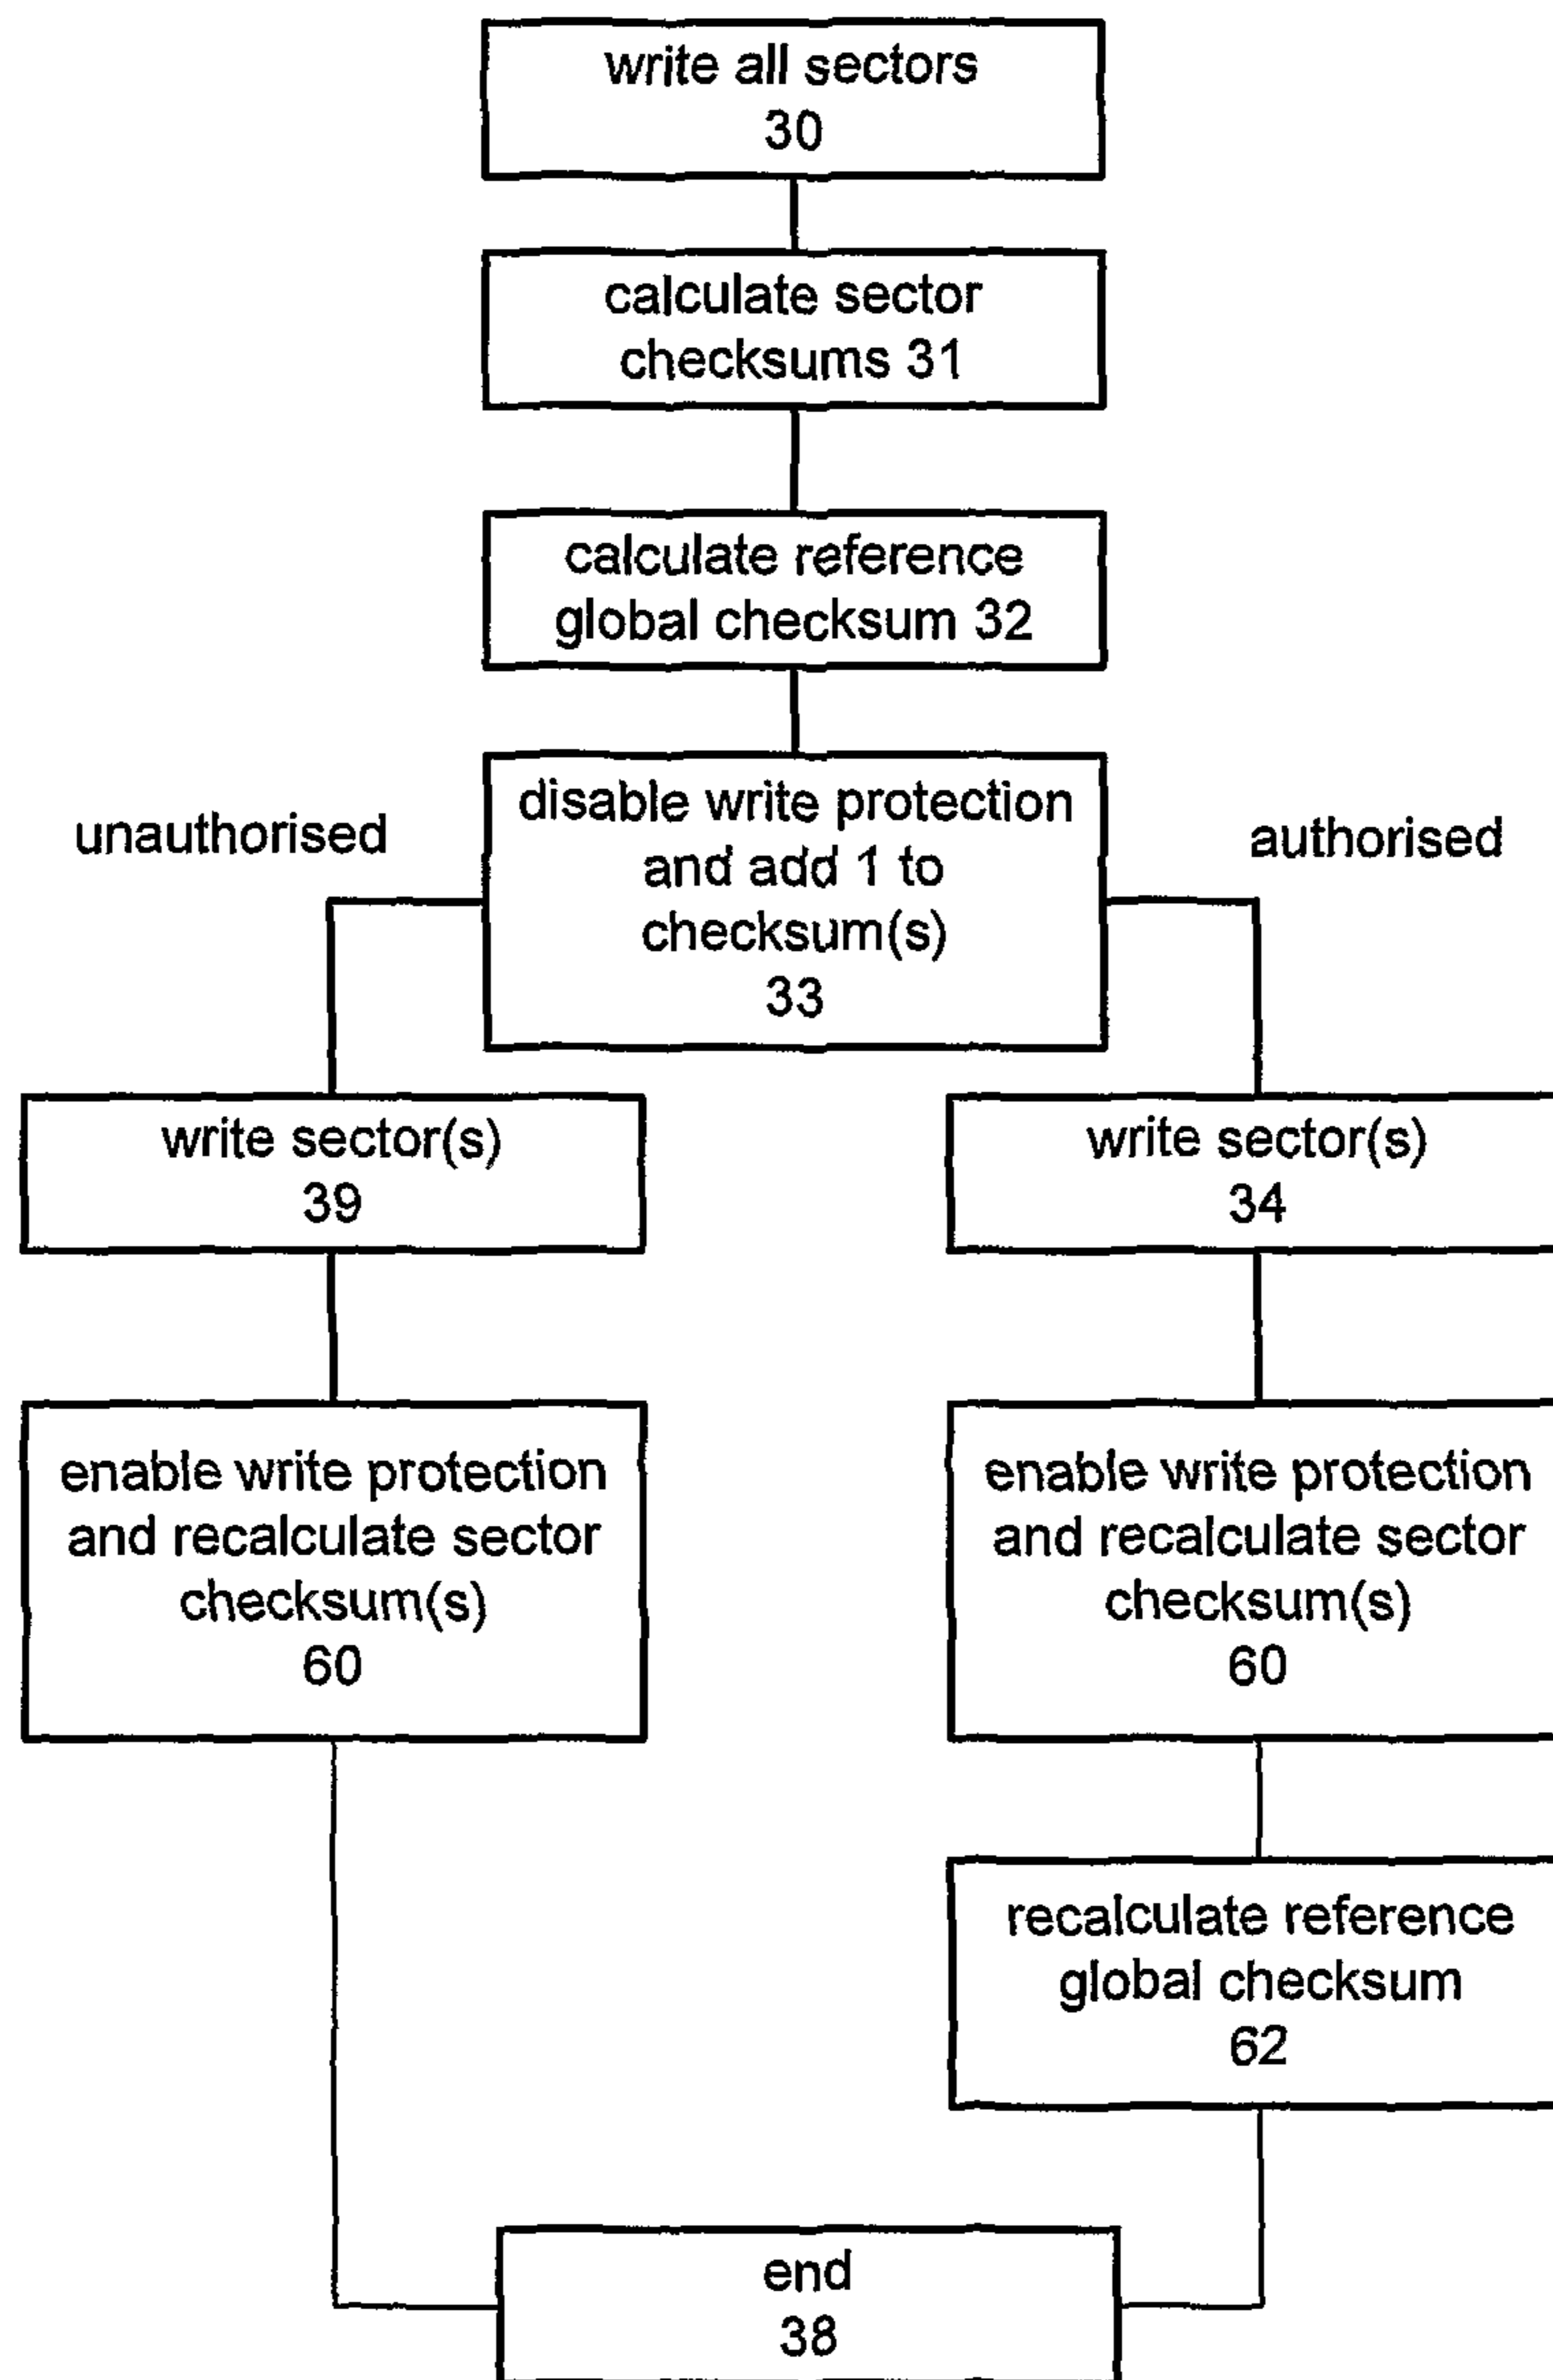 write all sectors
30
calculate sector
checksums 31
calculate reference
global checksum 32
disable write protection
and add 1 to
checksum(s)
33
unauthorised
authorised
write sector(s)
39
write sector(s)
34
enable write protection
and recalculate sector
checksum(s)
60
enable write protection
and recalculate sector
checksum(s)
60
recalculate reference
global checksum
62
end
38